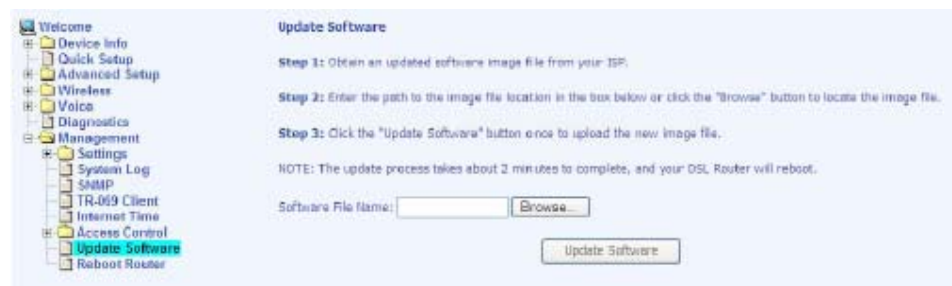 Welcome
Device Info
Quick Setup
Advanced Setup
Wireless
Voice
Diagnostics
Management
Settings
System Log
SNMP
TR-069 Client
Internet Time
Access Control
Update Software
Reboot Router
Update Software
Step 1: Obtain an updated software image file from your ISP.
Step 2: Enter the path to the image file location in the box below or click the "Browse" button to locate the image file.
Step 3: Click the "Update Software" button once to upload the new image file.
NOTE: The update process takes about 2 minutes to complete, and your DSL Router will reboot.
Software File Name: Browse...
Update Software